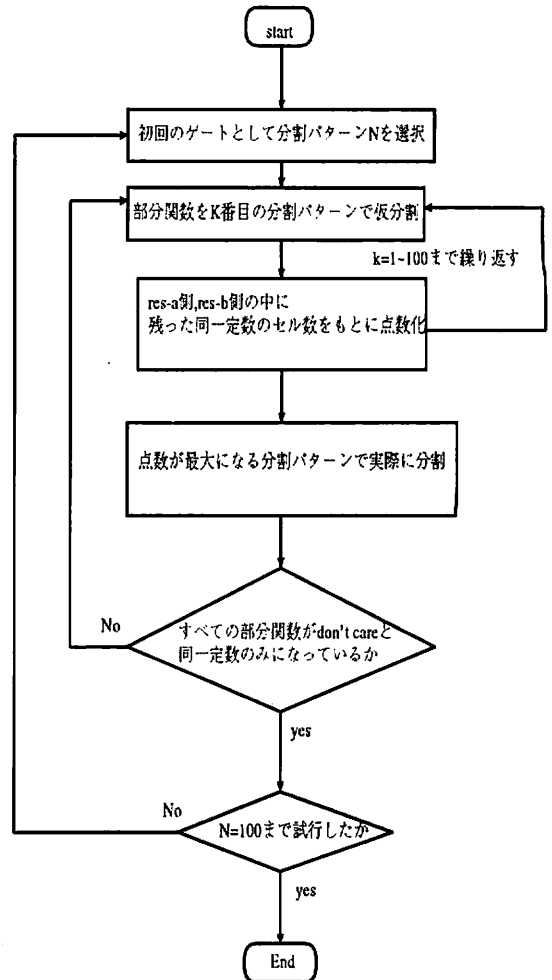 start
初回のゲートとして分割パターンNを選択
部分関数をK番目の分割パターンで仮分割
k=1~100まで繰り返す
res-a側,res-b側の中に
残った同一定数のセル数をもとに点数化
点数が最大になる分割パターンで実際に分割
No
すべての部分関数がdon't careと
同一定数のみになっているか
yes
No
N=100まで試行したか
yes
End